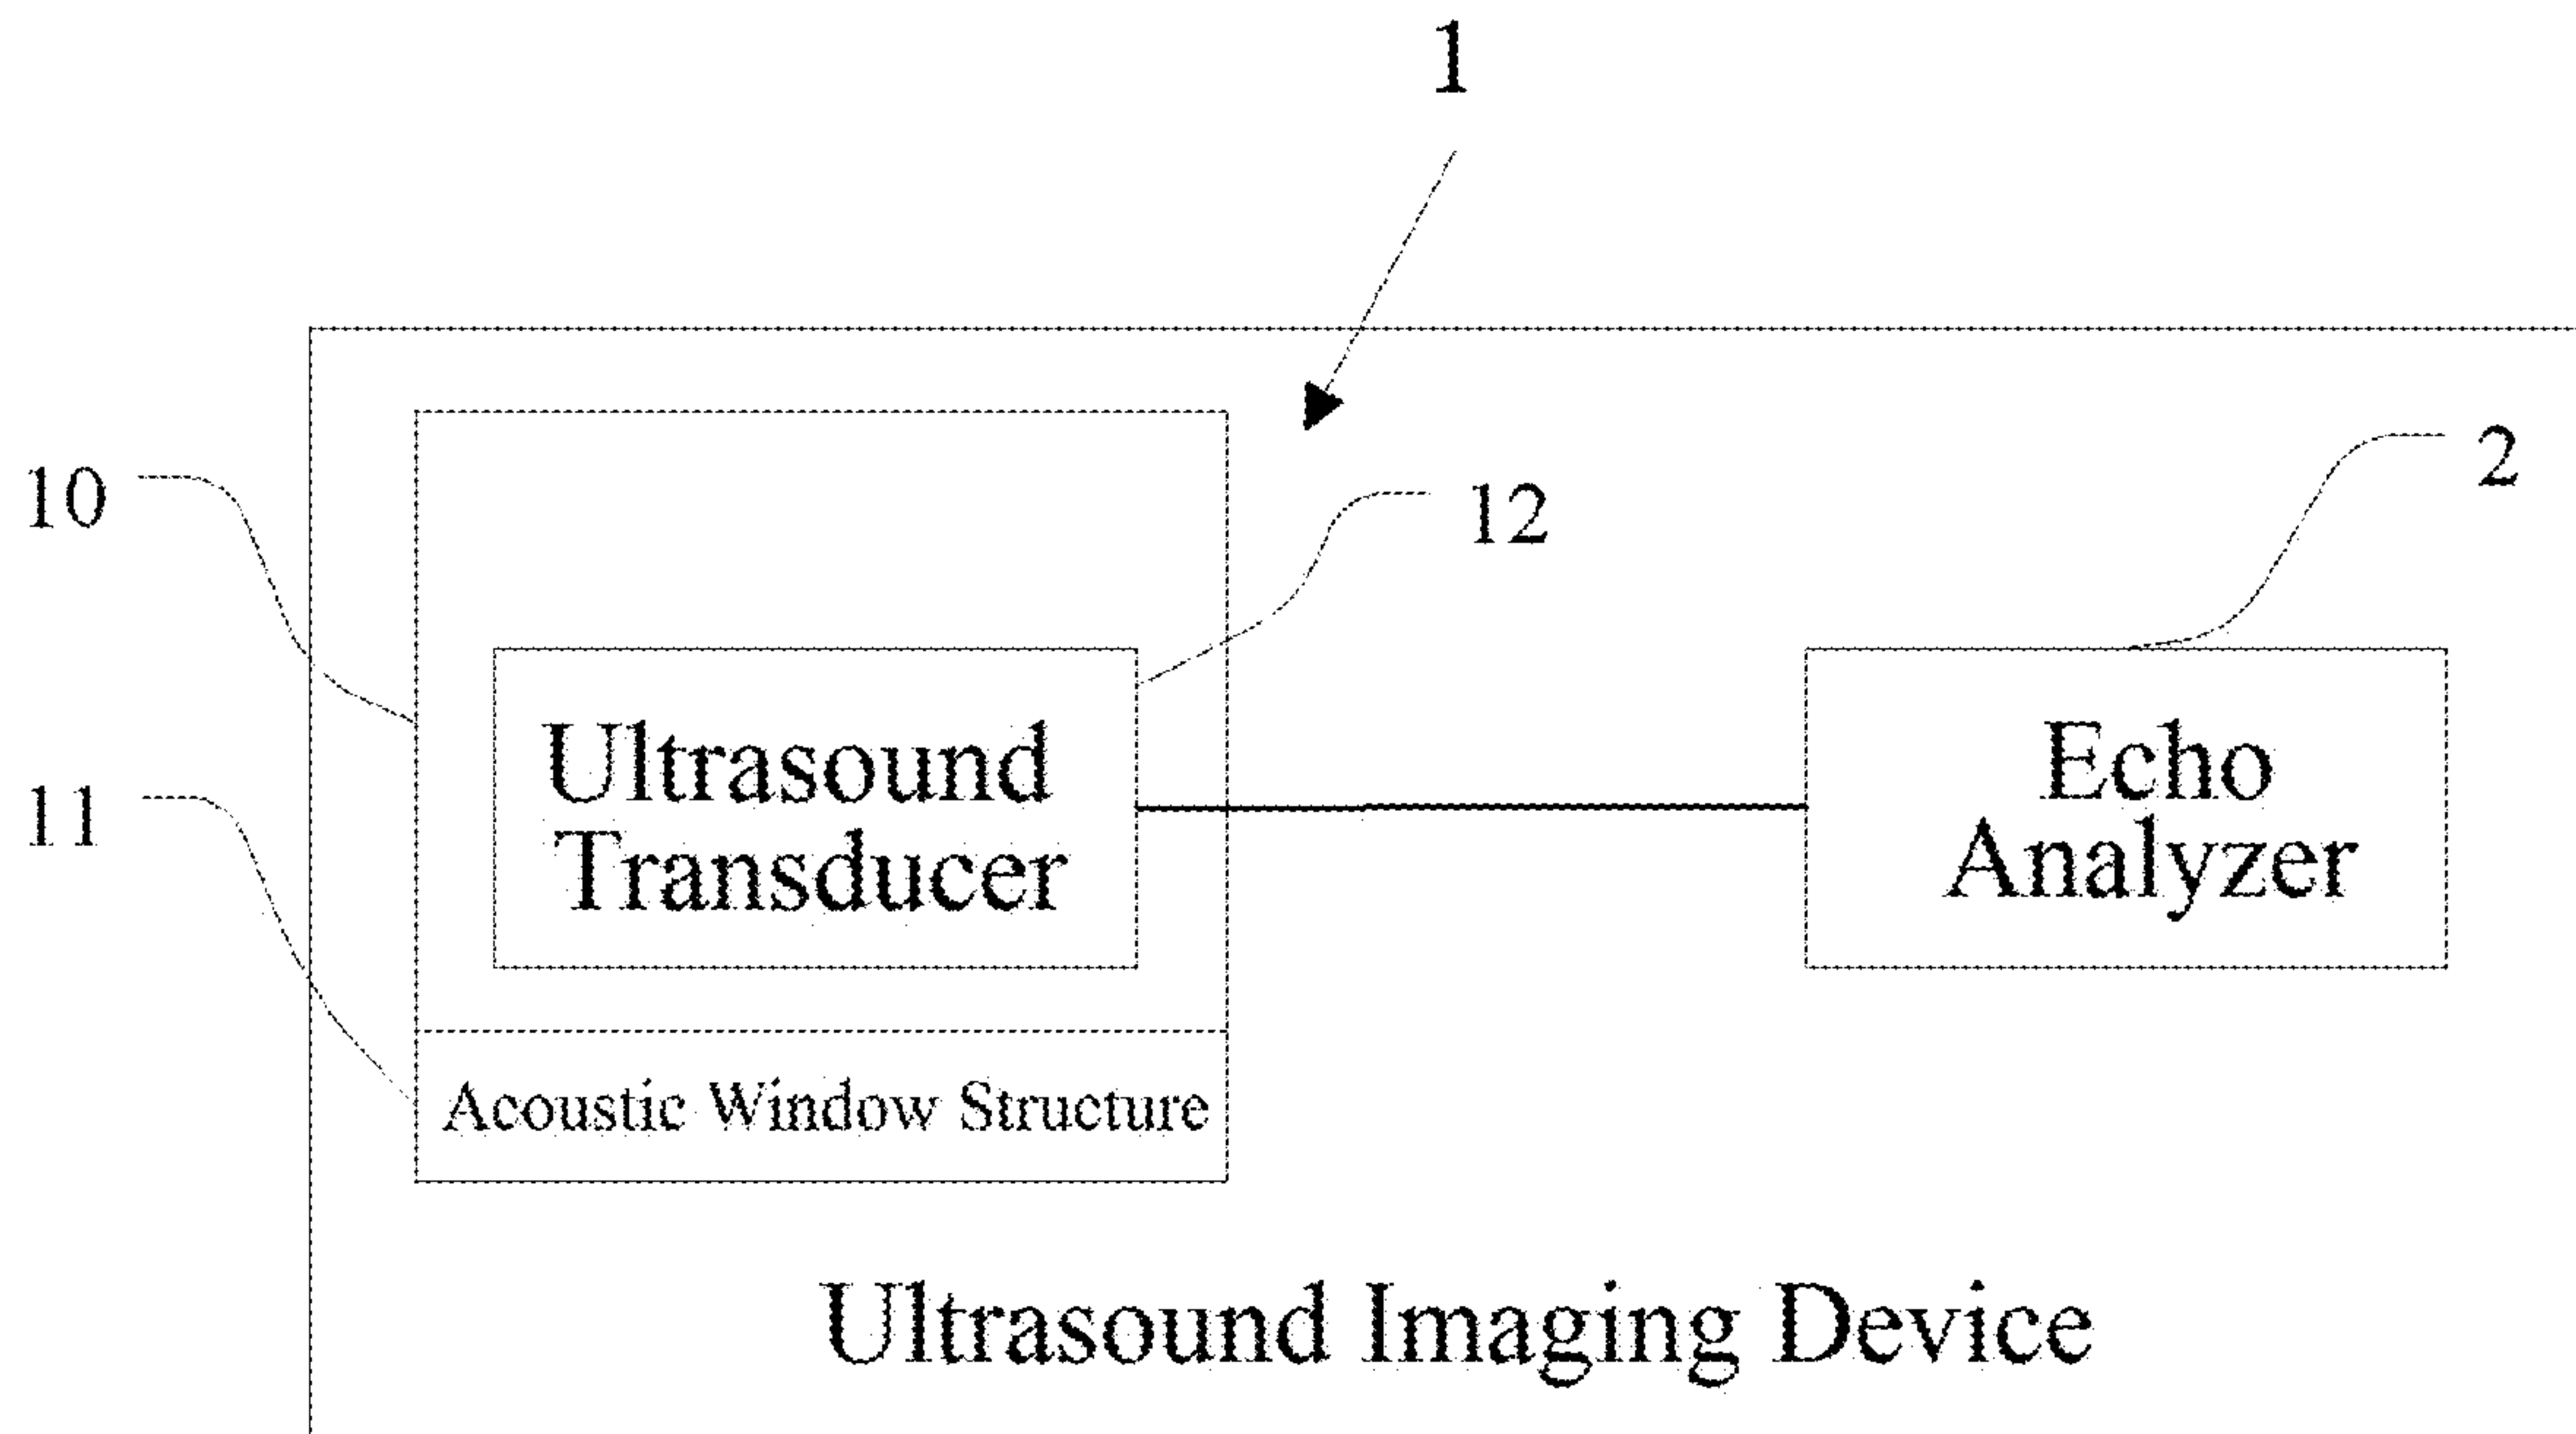 1
10
12
2
Ultrasound
Transducer
Echo
Analyzer
11
Acoustic Window Structure
Ultrasound Imaging Device